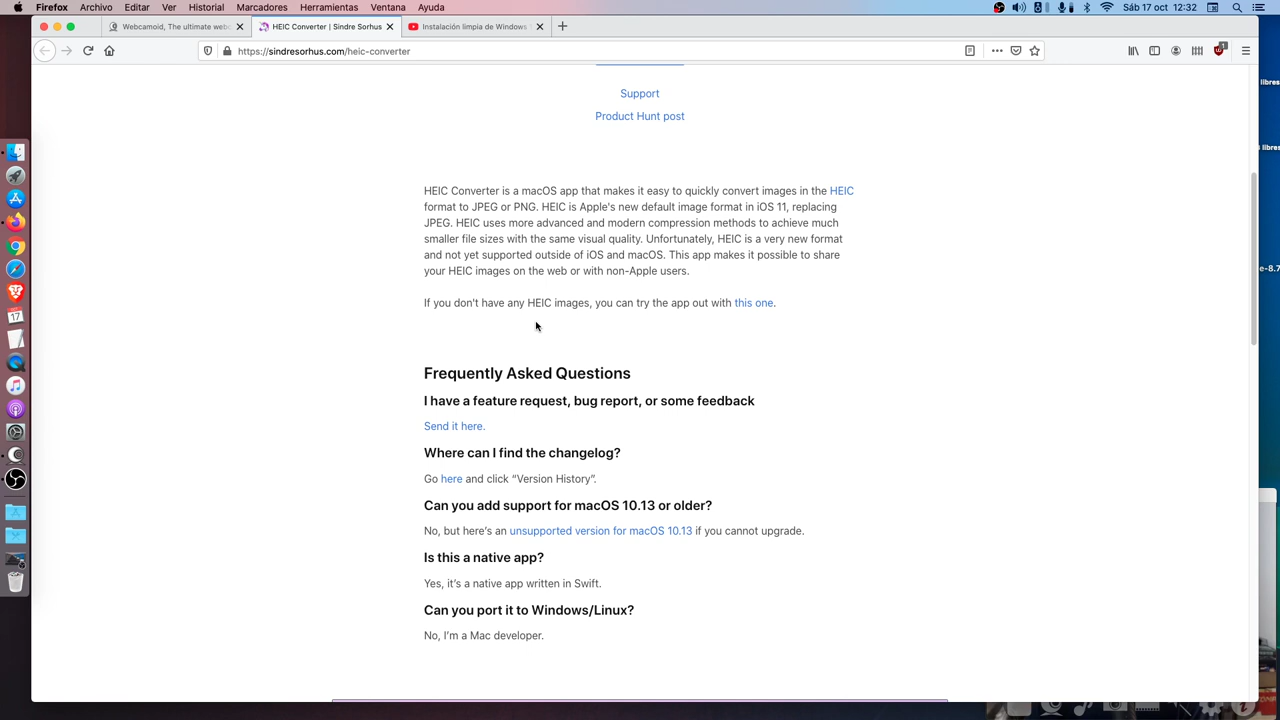 Firefox Archivo Editar Ver Historial Marcadores Herramientas Ventana Ayuda Sáb 17 oct 12:32
Webcamoid, The ultimate web
HEIC Converter | Sindre Sorhus
Instalación limpia de Windows
https://sindresorhus.com/heic-converter
1
libres
libres
e-8.7
17
Support
Product Hunt post
HEIC Converter is a macOS app that makes it easy to quickly convert images in the HEIC
format to JPEG or PNG. HEIC is Apple's new default image format in iOS 11, replacing
JPEG. HEIC uses more advanced and modern compression methods to achieve much
smaller file sizes with the same visual quality. Unfortunately, HEIC is a very new format
and not yet supported outside of iOS and macOS. This app makes it possible to share
your HEIC images on the web or with non-Apple users.
If you don't have any HEIC images, you can try the app out with this one.
Frequently Asked Questions
I have a feature request, bug report, or some feedback
Send it here.
Where can I find the changelog?
Go here and click “Version History”.
Can you add support for macOS 10.13 or older?
No, but here’s an unsupported version for macOS 10.13 if you cannot upgrade.
Is this a native app?
Yes, it’s a native app written in Swift.
Can you port it to Windows/Linux?
No, I’m a Mac developer.